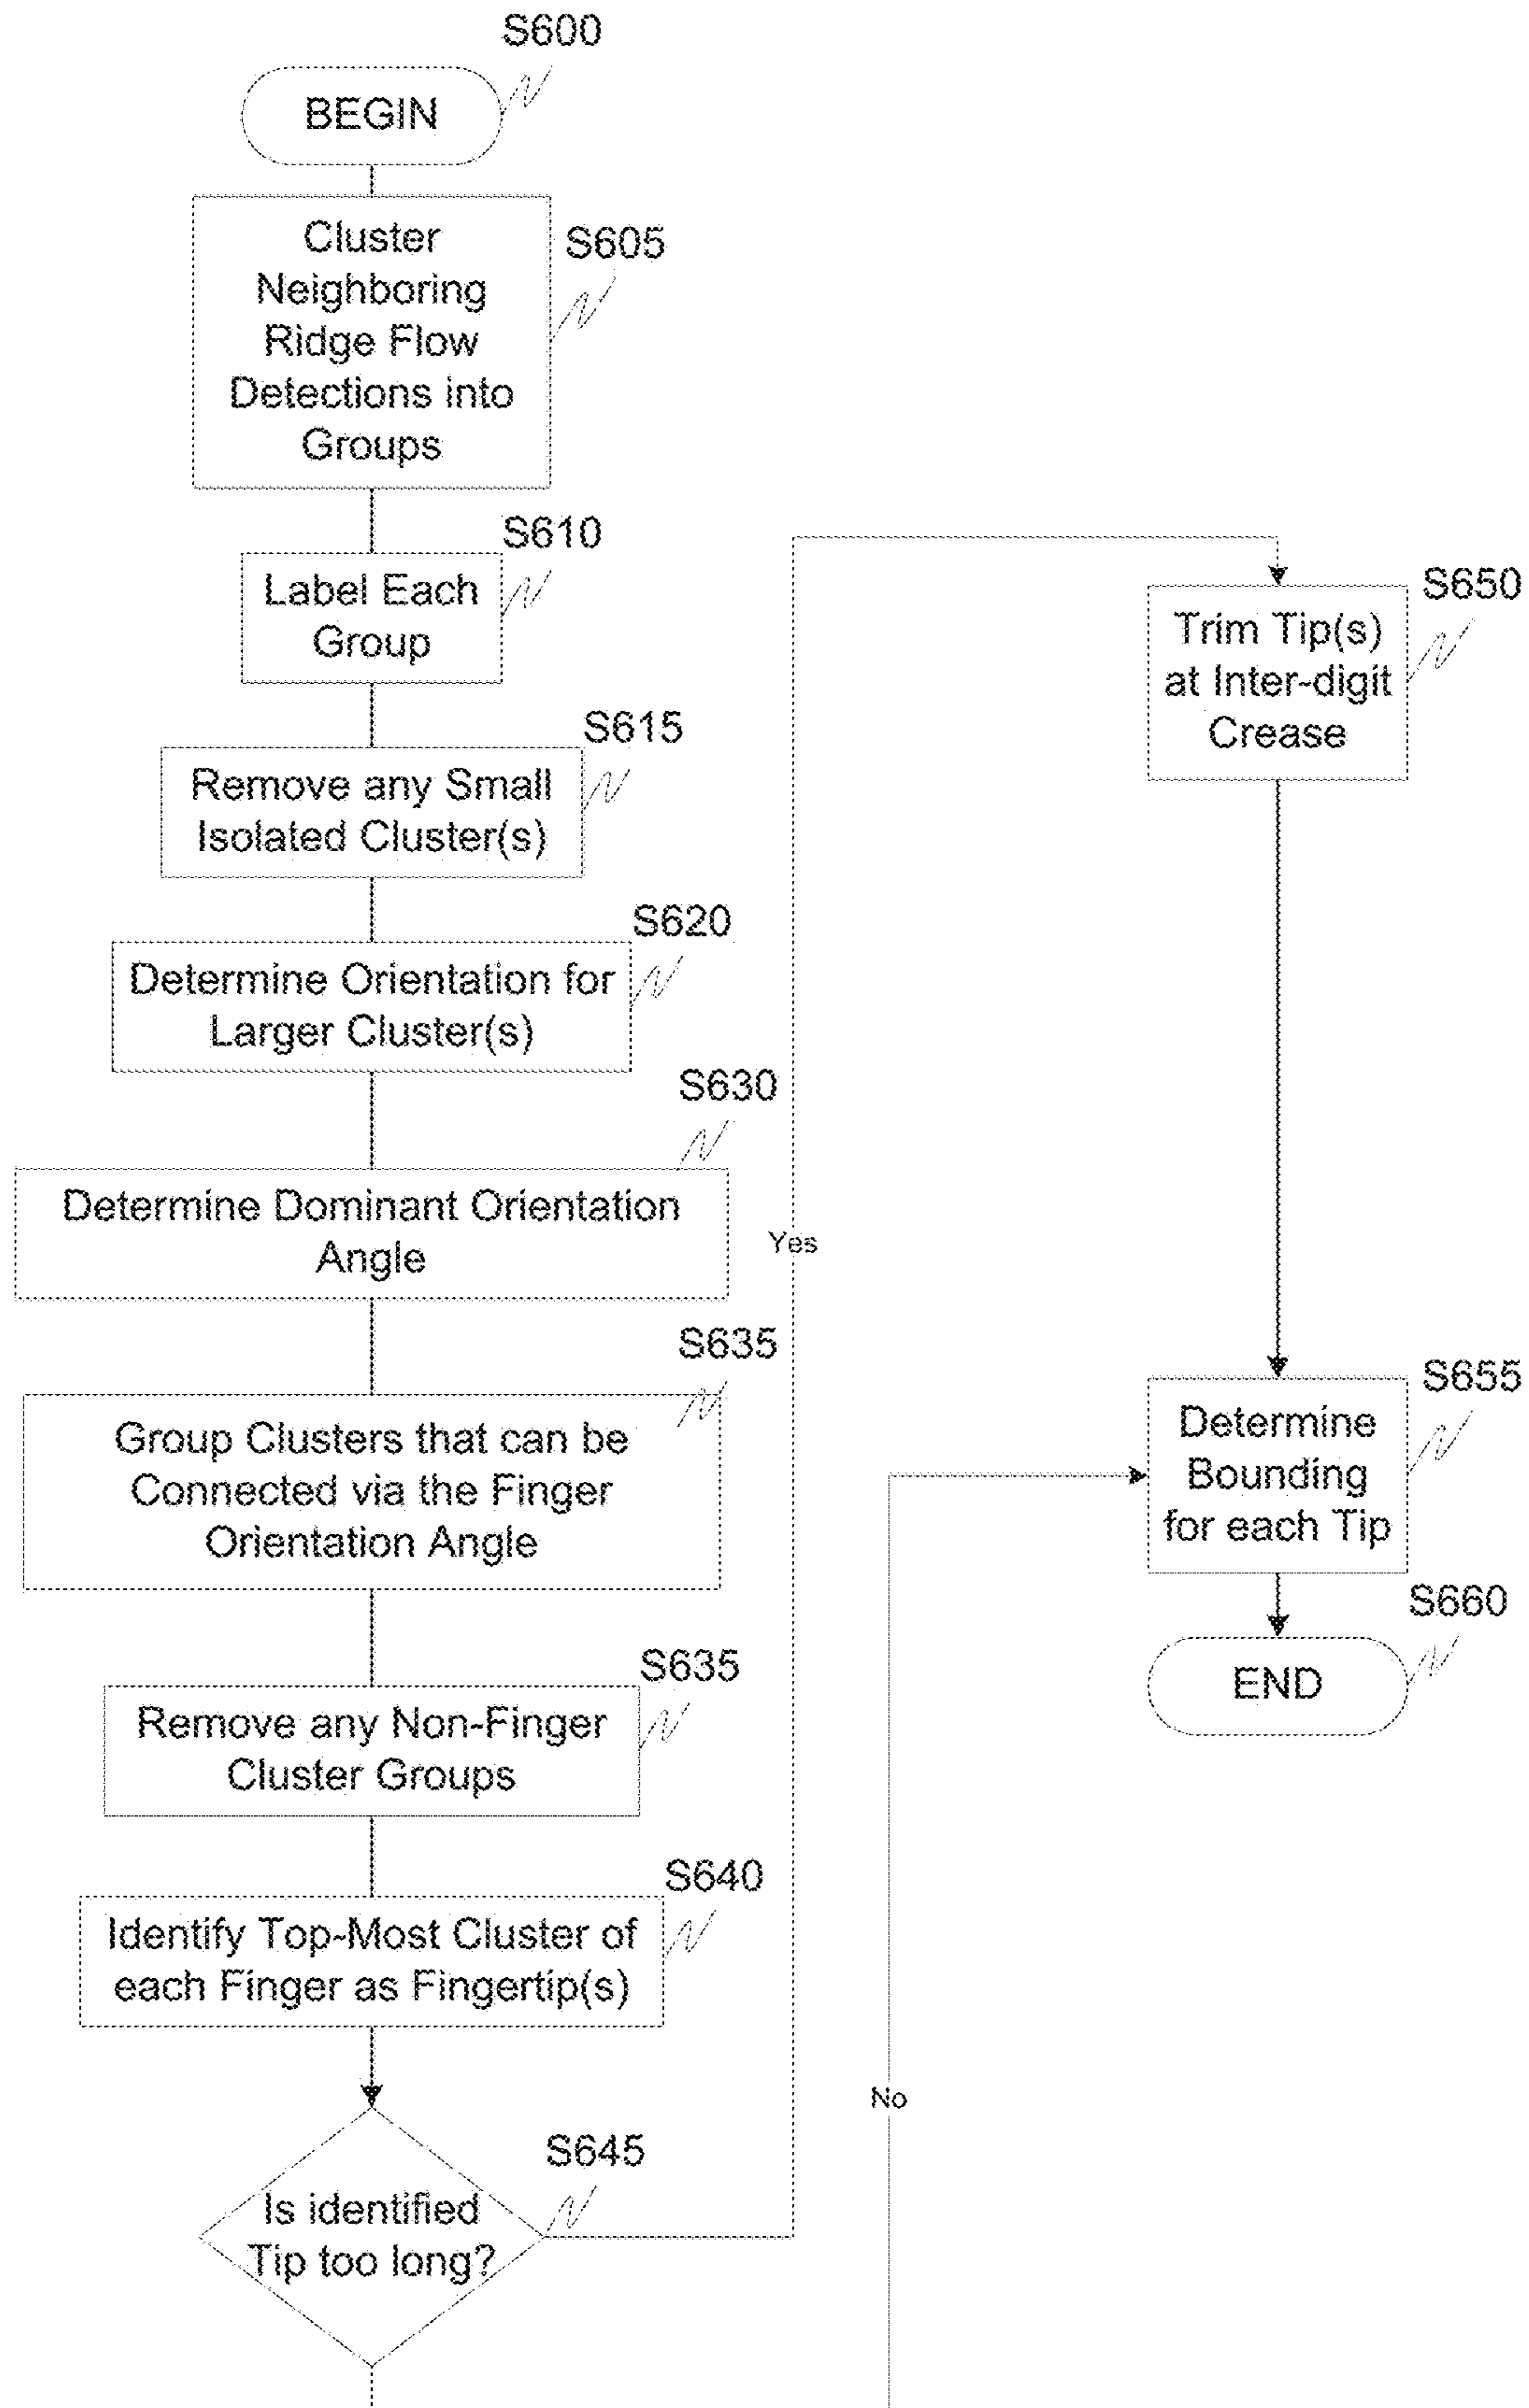 S600
BEGIN
S605
Cluster
Neighboring
Ridge Flow
Detections into
Groups
S610
Label Each
Group
S615
Remove any Small
Isolated Cluster(s)
S620
Determine Orientation for
Larger Cluster(s)
S630
Determine Dominant Orientation
Angle
S635
Group Clusters that can be
Connected via the Finger
Orientation Angle
S635
Remove any Non-Finger
Cluster Groups
S640
Identify Top-Most Cluster of
each Finger as Fingertip(s)
S645
Is identified
Tip too long?
Yes
No
S650
Trim Tip(s)
at Inter-digit
Crease
S655
Determine
Bounding
for each Tip
S660
END